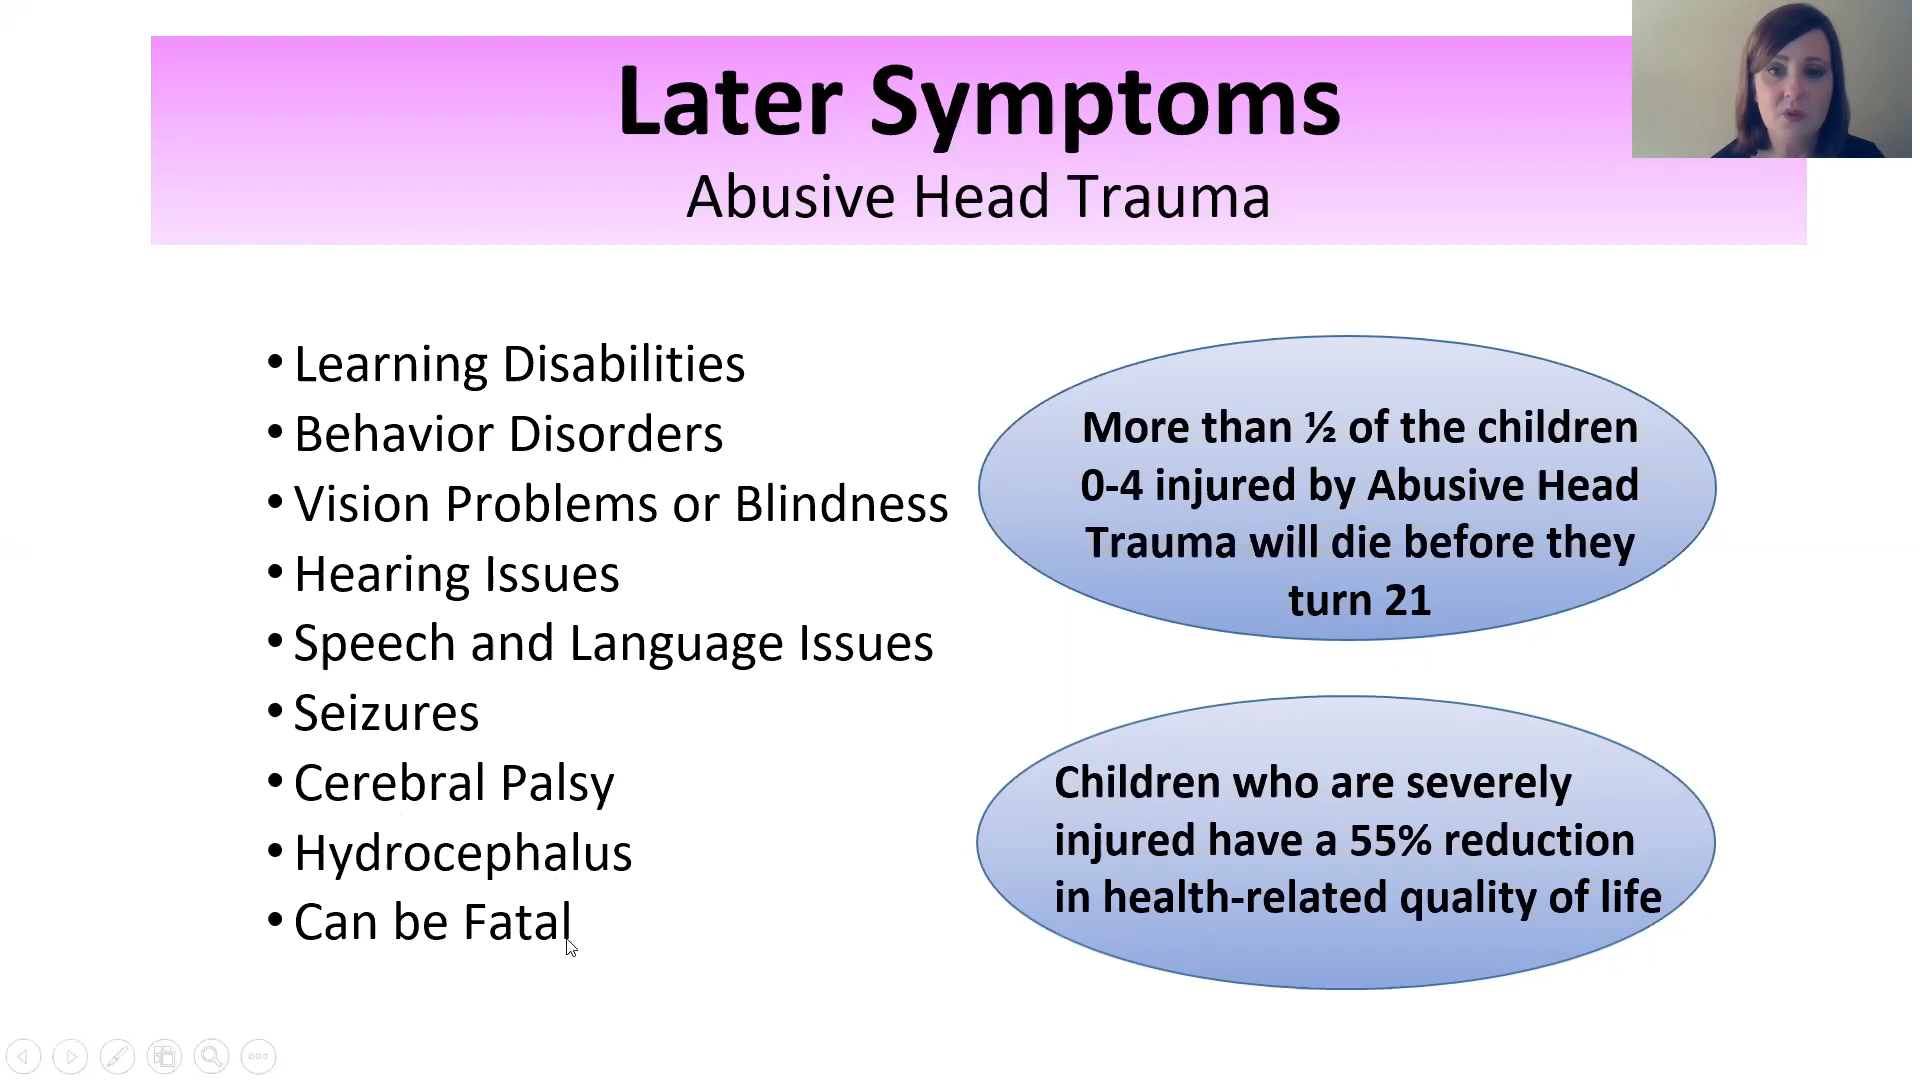 Later Symptoms
Abusive Head Trauma
• Learning Disabilities
• Behavior Disorders
• Vision Problems or Blindness
• Hearing Issues
• Speech and Language Issues
• Seizures
• Cerebral Palsy
• Hydrocephalus
• Can be Fatal
More than ½ of the children
0-4 injured by Abusive Head
Trauma will die before they
turn 21
Children who are severely
injured have a 55% reduction
in health-related quality of life